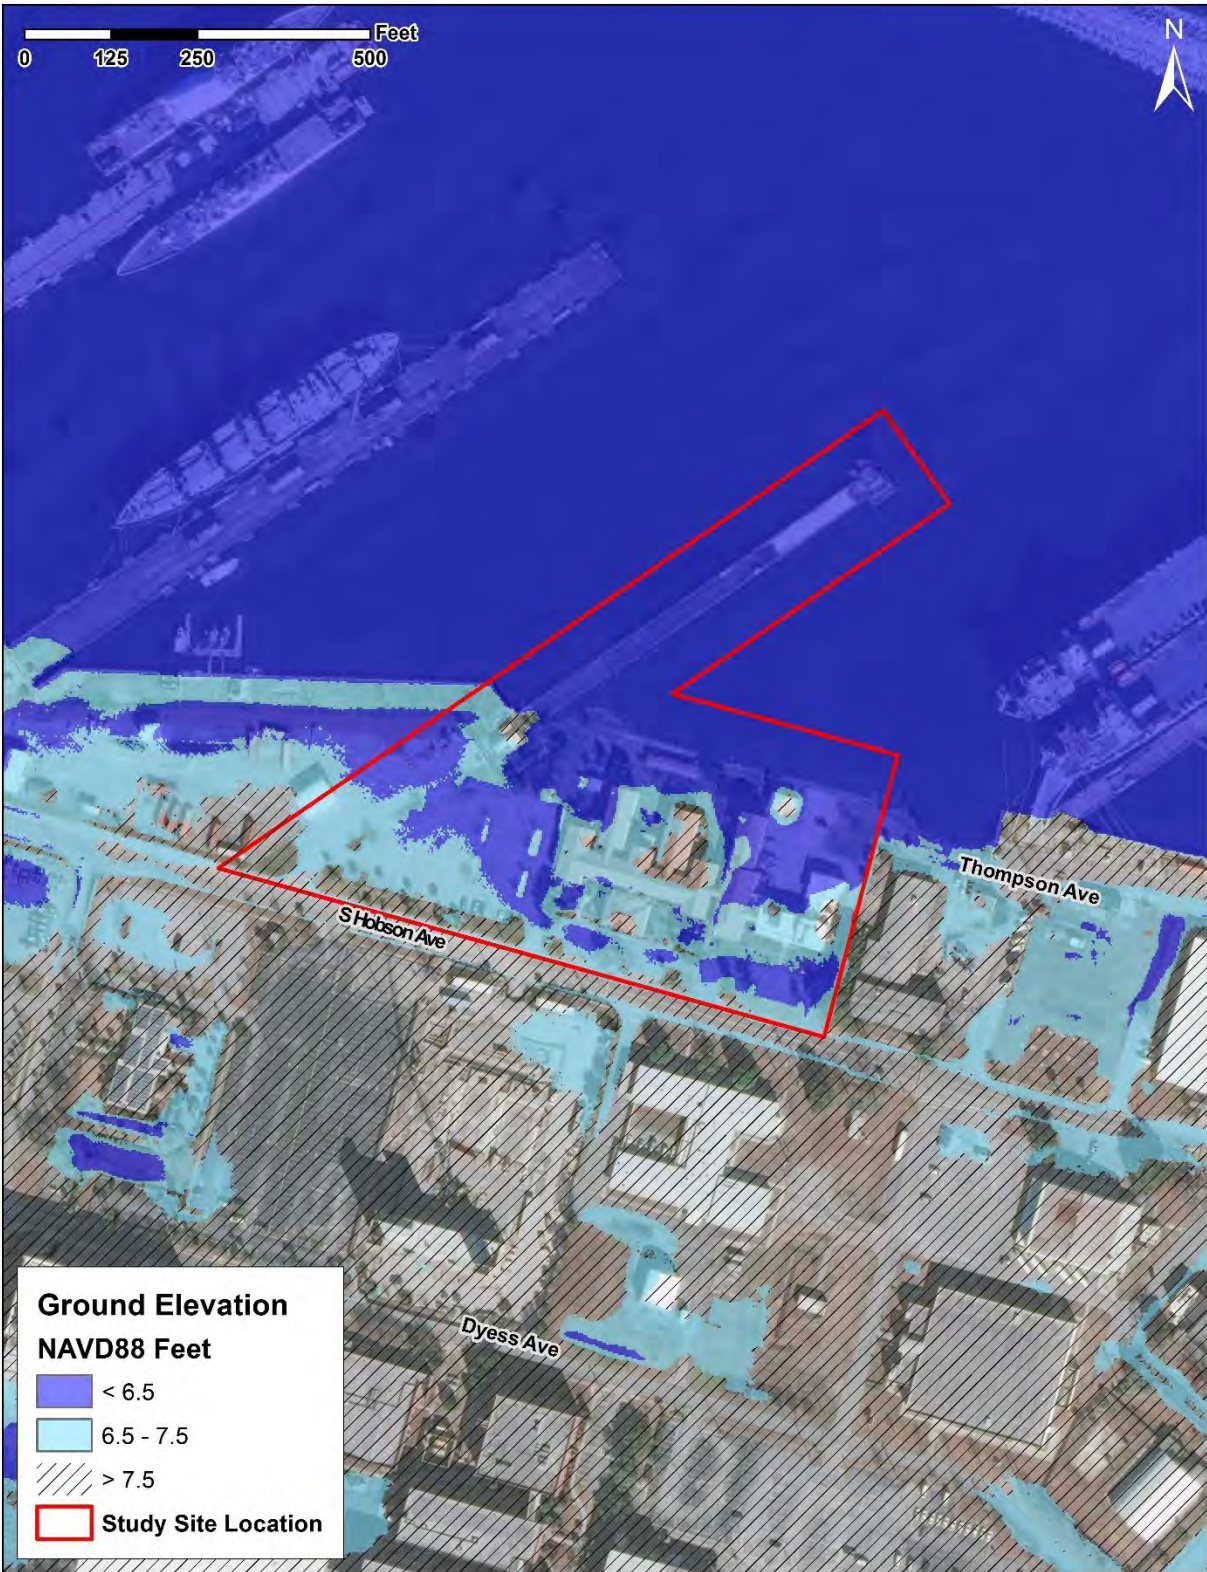 Feet
0 125 250 500
N
Thompson Ave
S Hobson Ave
Dyess Ave
Ground Elevation
NAVD88 Feet
< 6.5
6.5 - 7.5
> 7.5
Study Site Location